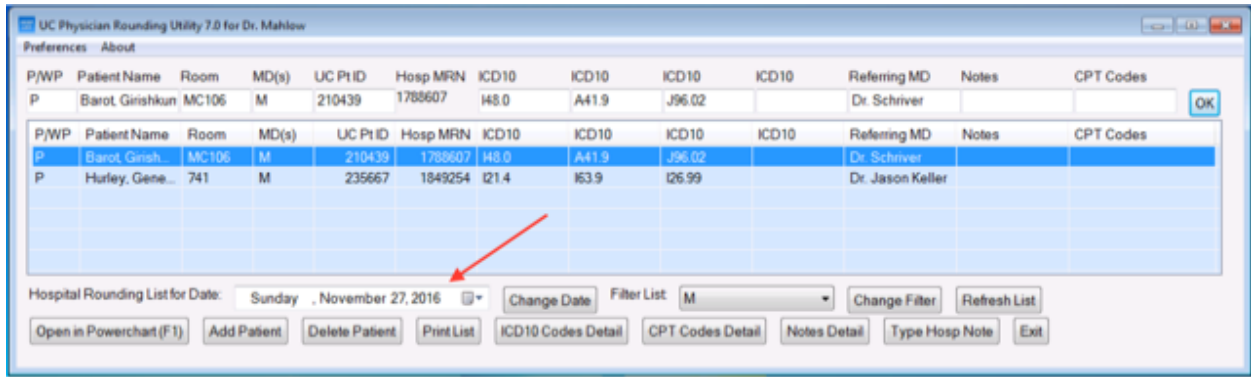 UC Physician Rounding Utility 7.0 for Dr. Mahlow
Preferences About
P/WP Patient Name Room MD(s) UC Pt ID Hosp MRN ICD10 ICD10 ICD10 ICD10 Referring MD Notes CPT Codes
P Barot, Girishkun MC106 M 210439 1788607 I48.0 A41.9 J96.02 Dr. Schriver OK
P/WP Patient Name Room MD(s) UC Pt ID Hosp MRN ICD10 ICD10 ICD10 ICD10 Referring MD Notes CPT Codes
P Barot, Girish... MC106 M 210439 1788607 I48.0 A41.9 J96.02 Dr. Schriver
P Hurley, Gene... 741 M 235667 1849254 I21.4 I63.9 I26.99 Dr. Jason Keller
Hospital Rounding List for Date: Sunday , November 27, 2016 Change Date Filter List: M Change Filter Refresh List
Open in Powerchart (F1) Add Patient Delete Patient Print List ICD10 Codes Detail CPT Codes Detail Notes Detail Type Hosp Note Exit